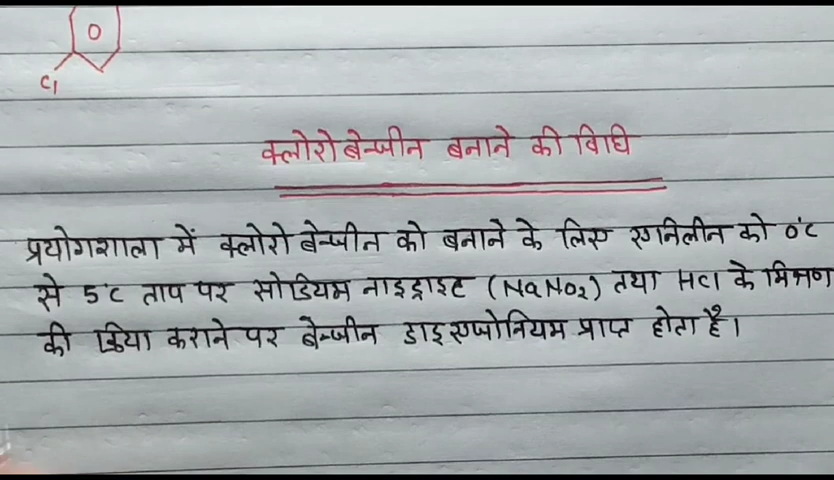 O
Cl
क्लोरोबेन्जीन बनाने की विधि
प्रयोगशाला में क्लोरो बेन्जीन को बनाने के लिए एनिलीन को 0°C
से 5°C ताप पर सोडियम नाइट्राइट (NaNO₂) तथा HCl के मिश्रण
की क्रिया कराने पर बेन्जीन डाइएजोनियम प्राप्त होता है।